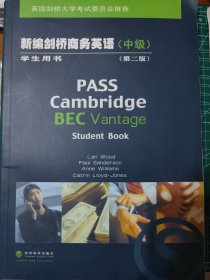 英国剑桥大学考试委员会推荐
新编剑桥商务英语（中级）
学生用书 （第二版）
PASS
Cambridge
BEC Vantage
Student Book
Lan Wood
Paul Sanderson
Anne Williams
Catrin Lloyd-Jones
经济科学出版社